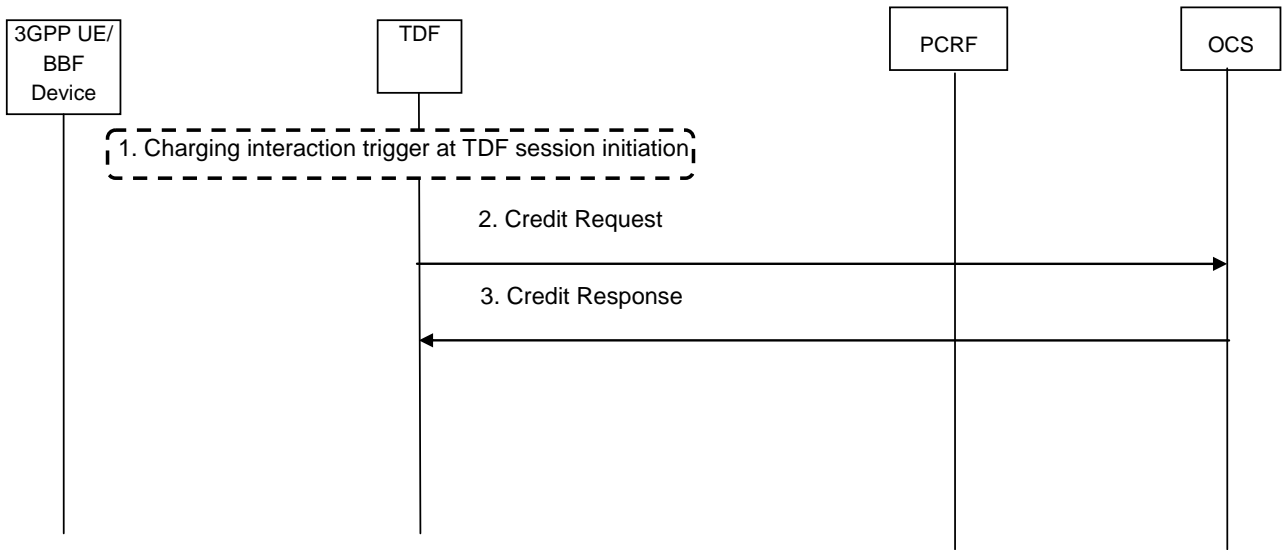 3GPP UE/
BBF
Device
TDF
PCRF
OCS
1. Charging interaction trigger at TDF session initiation
2. Credit Request
3. Credit Response